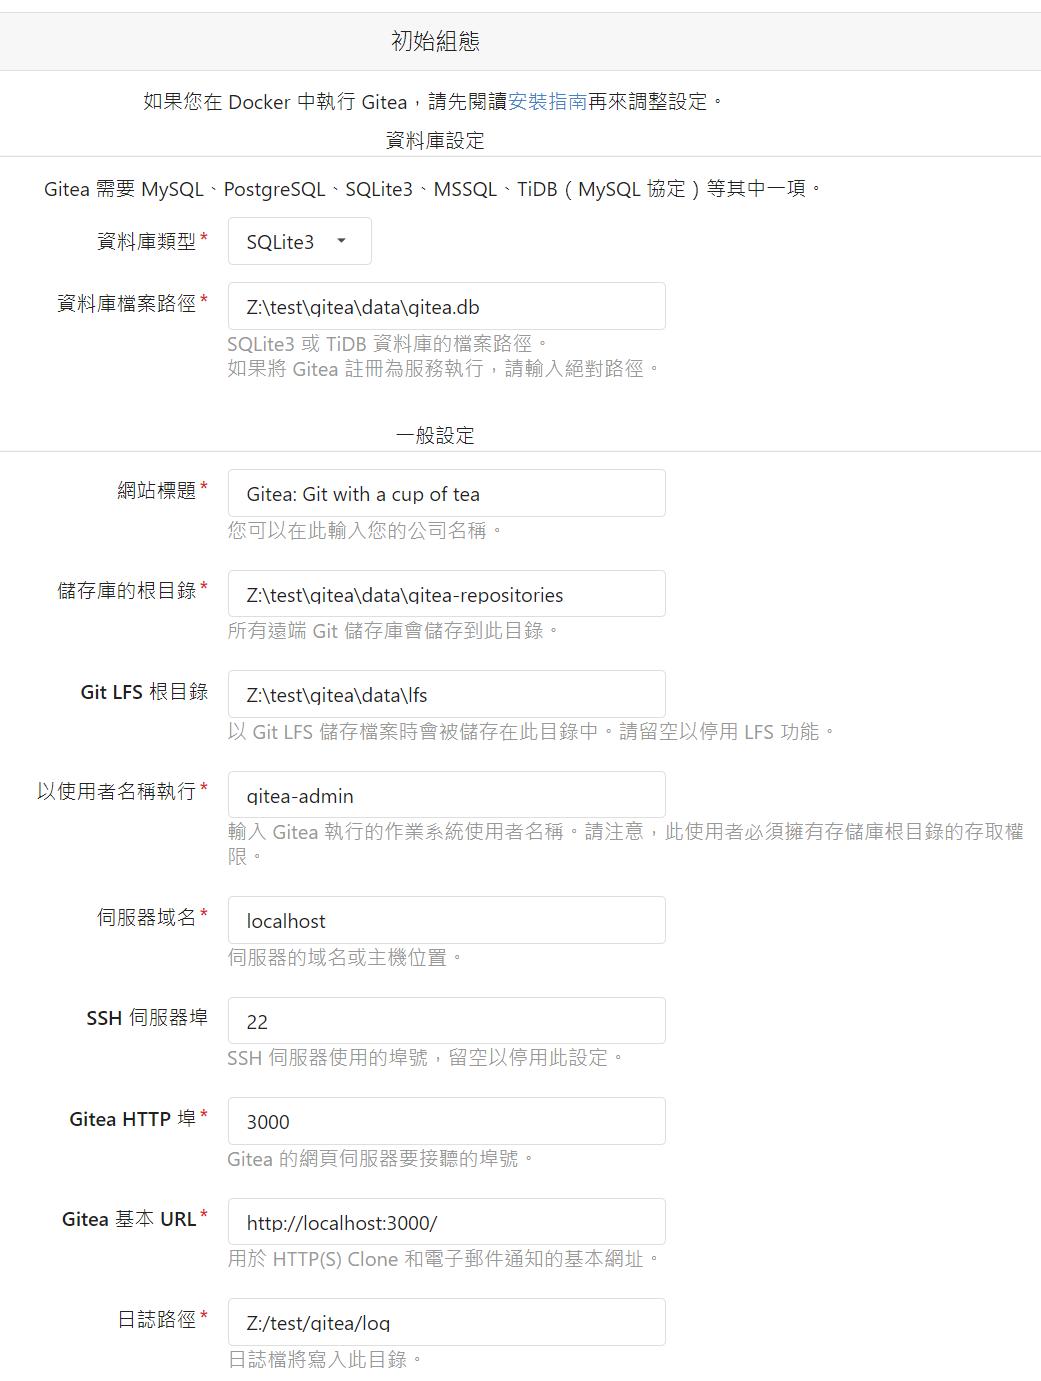 初始組態
如果您在 Docker 中執行 Gitea，請先閱讀安裝指南再來調整設定。
資料庫設定
Gitea 需要 MySQL、PostgreSQL、SQLite3、MSSQL、TiDB ( MySQL 協定 ) 等其中一項。
資料庫類型* SQLite3
資料庫檔案路徑* Z:\test\gitea\data\gitea.db
SQLite3 或 TiDB 資料庫的檔案路徑。
如果將 Gitea 註冊為服務執行，請輸入絕對路徑。
一般設定
網站標題* Gitea: Git with a cup of tea
您可以在此輸入您的公司名稱。
儲存庫的根目錄* Z:\test\gitea\data\gitea-repositories
所有遠端 Git 儲存庫會儲存到此目錄。
Git LFS 根目錄 Z:\test\gitea\data\lfs
以 Git LFS 儲存檔案時會被儲存在此目錄中。請留空以停用 LFS 功能。
以使用者名稱執行* gitea-admin
輸入 Gitea 執行的作業系統使用者名稱。請注意，此使用者必須擁有存儲庫根目錄的存取權
限。
伺服器域名* localhost
伺服器的域名或主機位置。
SSH 伺服器埠 22
SSH 伺服器使用的埠號，留空以停用此設定。
Gitea HTTP 埠* 3000
Gitea 的網頁伺服器要接聽的埠號。
Gitea 基本 URL* http://localhost:3000/
用於 HTTP(S) Clone 和電子郵件通知的基本網址。
日誌路徑* Z:/test/gitea/log
日誌檔將寫入此目錄。